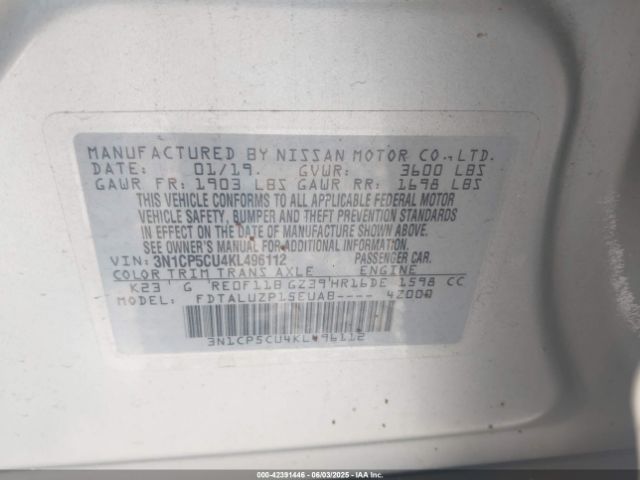 MANUFACTURED BY NISSAN MOTOR CO., LTD.
DATE: 01/19. GVWR: 3600 LBS
GAWR FR: 1903 LBS GAWR RR: 1698 LBS
THIS VEHICLE CONFORMS TO ALL APPLICABLE FEDERAL MOTOR
VEHICLE SAFETY, BUMPER AND THEFT PREVENTION STANDARDS
IN EFFECT ON THE DATE OF MANUFACTURE SHOWN ABOVE.
SEE OWNER'S MANUAL FOR ADDITIONAL INFORMATION.
VIN: 3N1CP5CU4KL496112 PASSENGER CAR.
COLOR TRIM TRANS AXLE ENGINE
K23 G RE0F11B GZ39 HR16DE 1598 CC
FDTALUZP15EUAB---- 42000
3N1CP5CU4KL496112
000-42391446 - 06/03/2025 - IAA Inc.